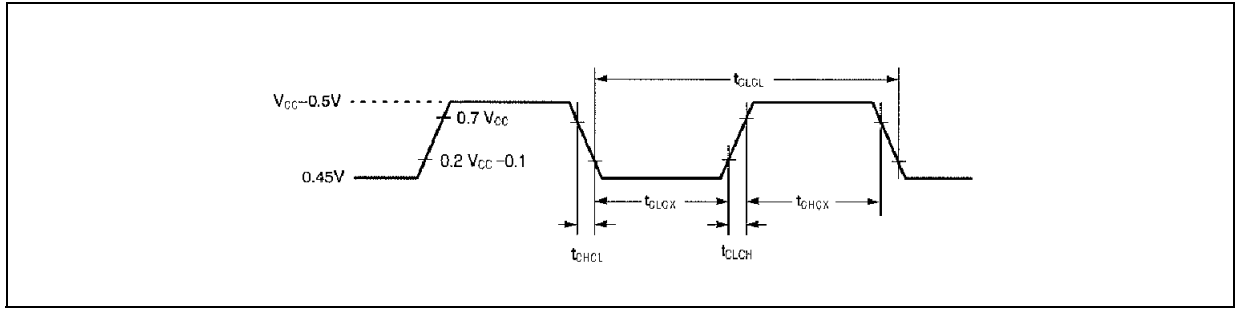 tCLCL
VCC–0.5V
0.7 VCC
0.2 VCC–0.1
0.45V
tCLCX
tCHCX
tCHCL
tCLCH